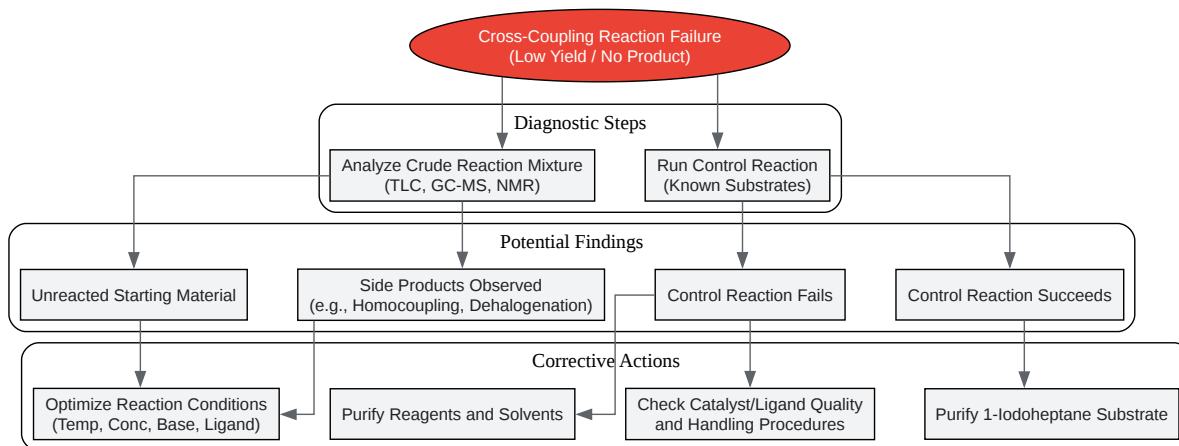 Cross-Coupling Reaction Failure
(Low Yield / No Product)
Diagnostic Steps
Analyze Crude Reaction Mixture
(TLC, GC-MS, NMR)
Run Control Reaction
(Known Substrates)
Potential Findings
Unreacted Starting Material
Side Products Observed
(e.g., Homocoupling, Dehalogenation)
Control Reaction Fails
Control Reaction Succeeds
Corrective Actions
Optimize Reaction Conditions
(Temp, Conc, Base, Ligand)
Purify Reagents and Solvents
Check Catalyst/Ligand Quality
and Handling Procedures
Purify 1-Iodoheptane Substrate